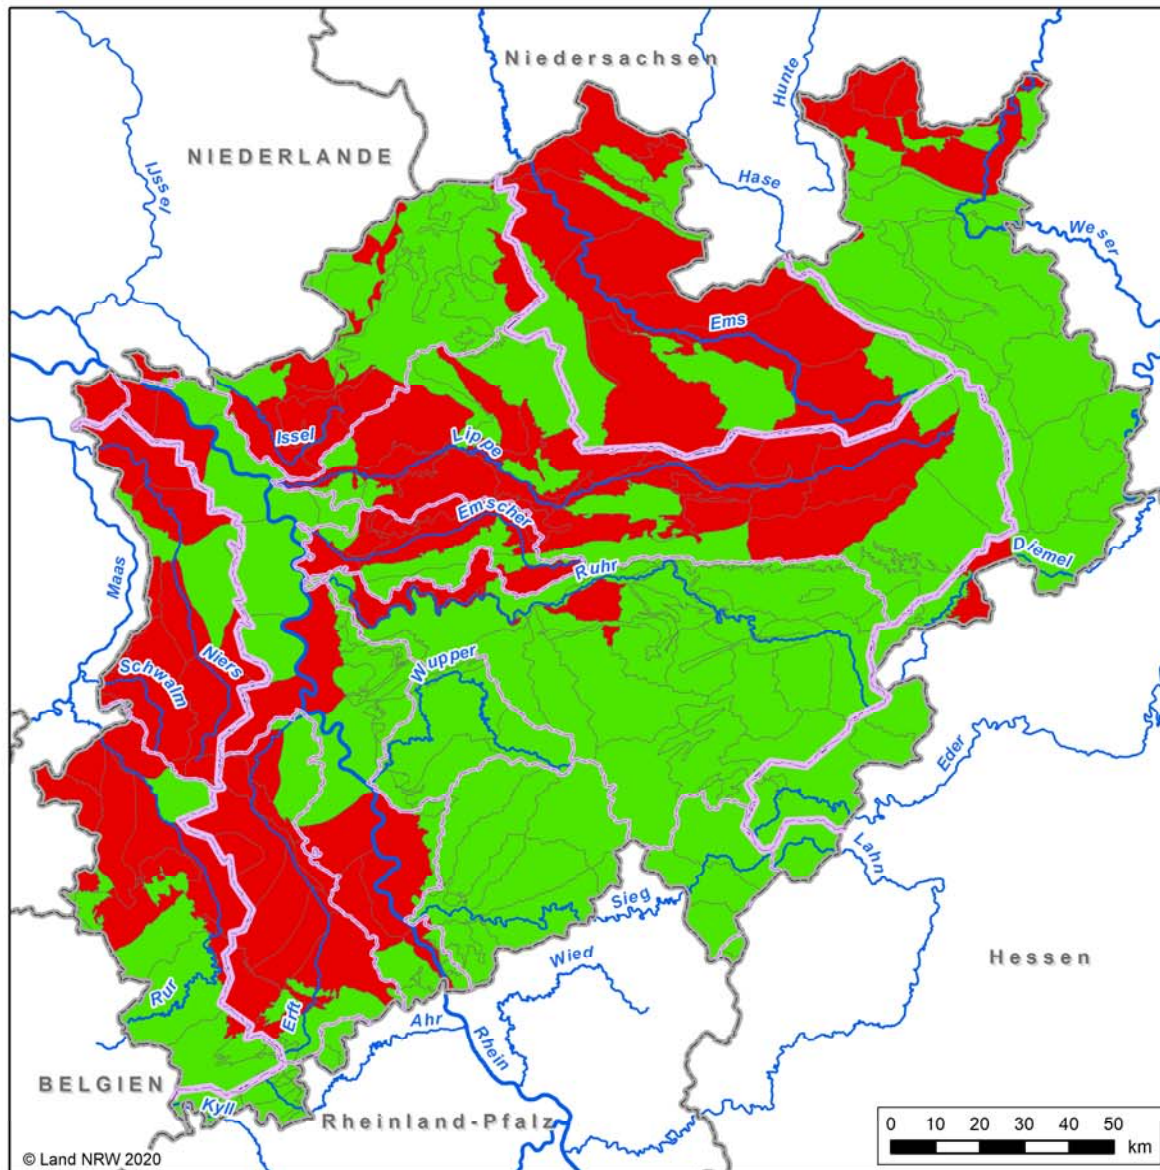 Niedersachsen
Hunte
NIEDERLANDE
IJssel
Hase
Weser
Ems
Issel
Lippe
Emscher
Diemel
Ruhr
Maas
Niers
Wupper
Schwalm
Eder
Lahn
Sieg
Wied
Hessen
Rur
Erft
Ahr
Rhein
BELGIEN
Kyll
Rheinland-Pfalz
0 10 20 30 40 50
km
© Land NRW 2020